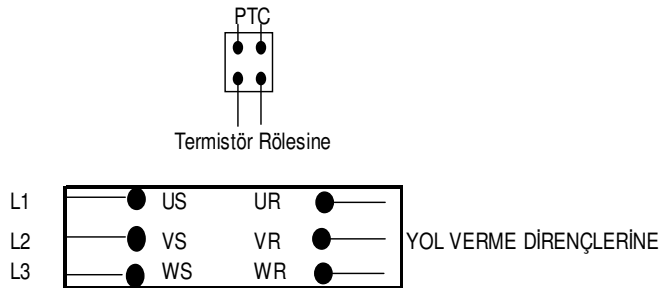 PTC
Termistör Rölesine
L1 US UR
L2 VS VR YOL VERME DİRENÇLERİNE
L3 WS WR